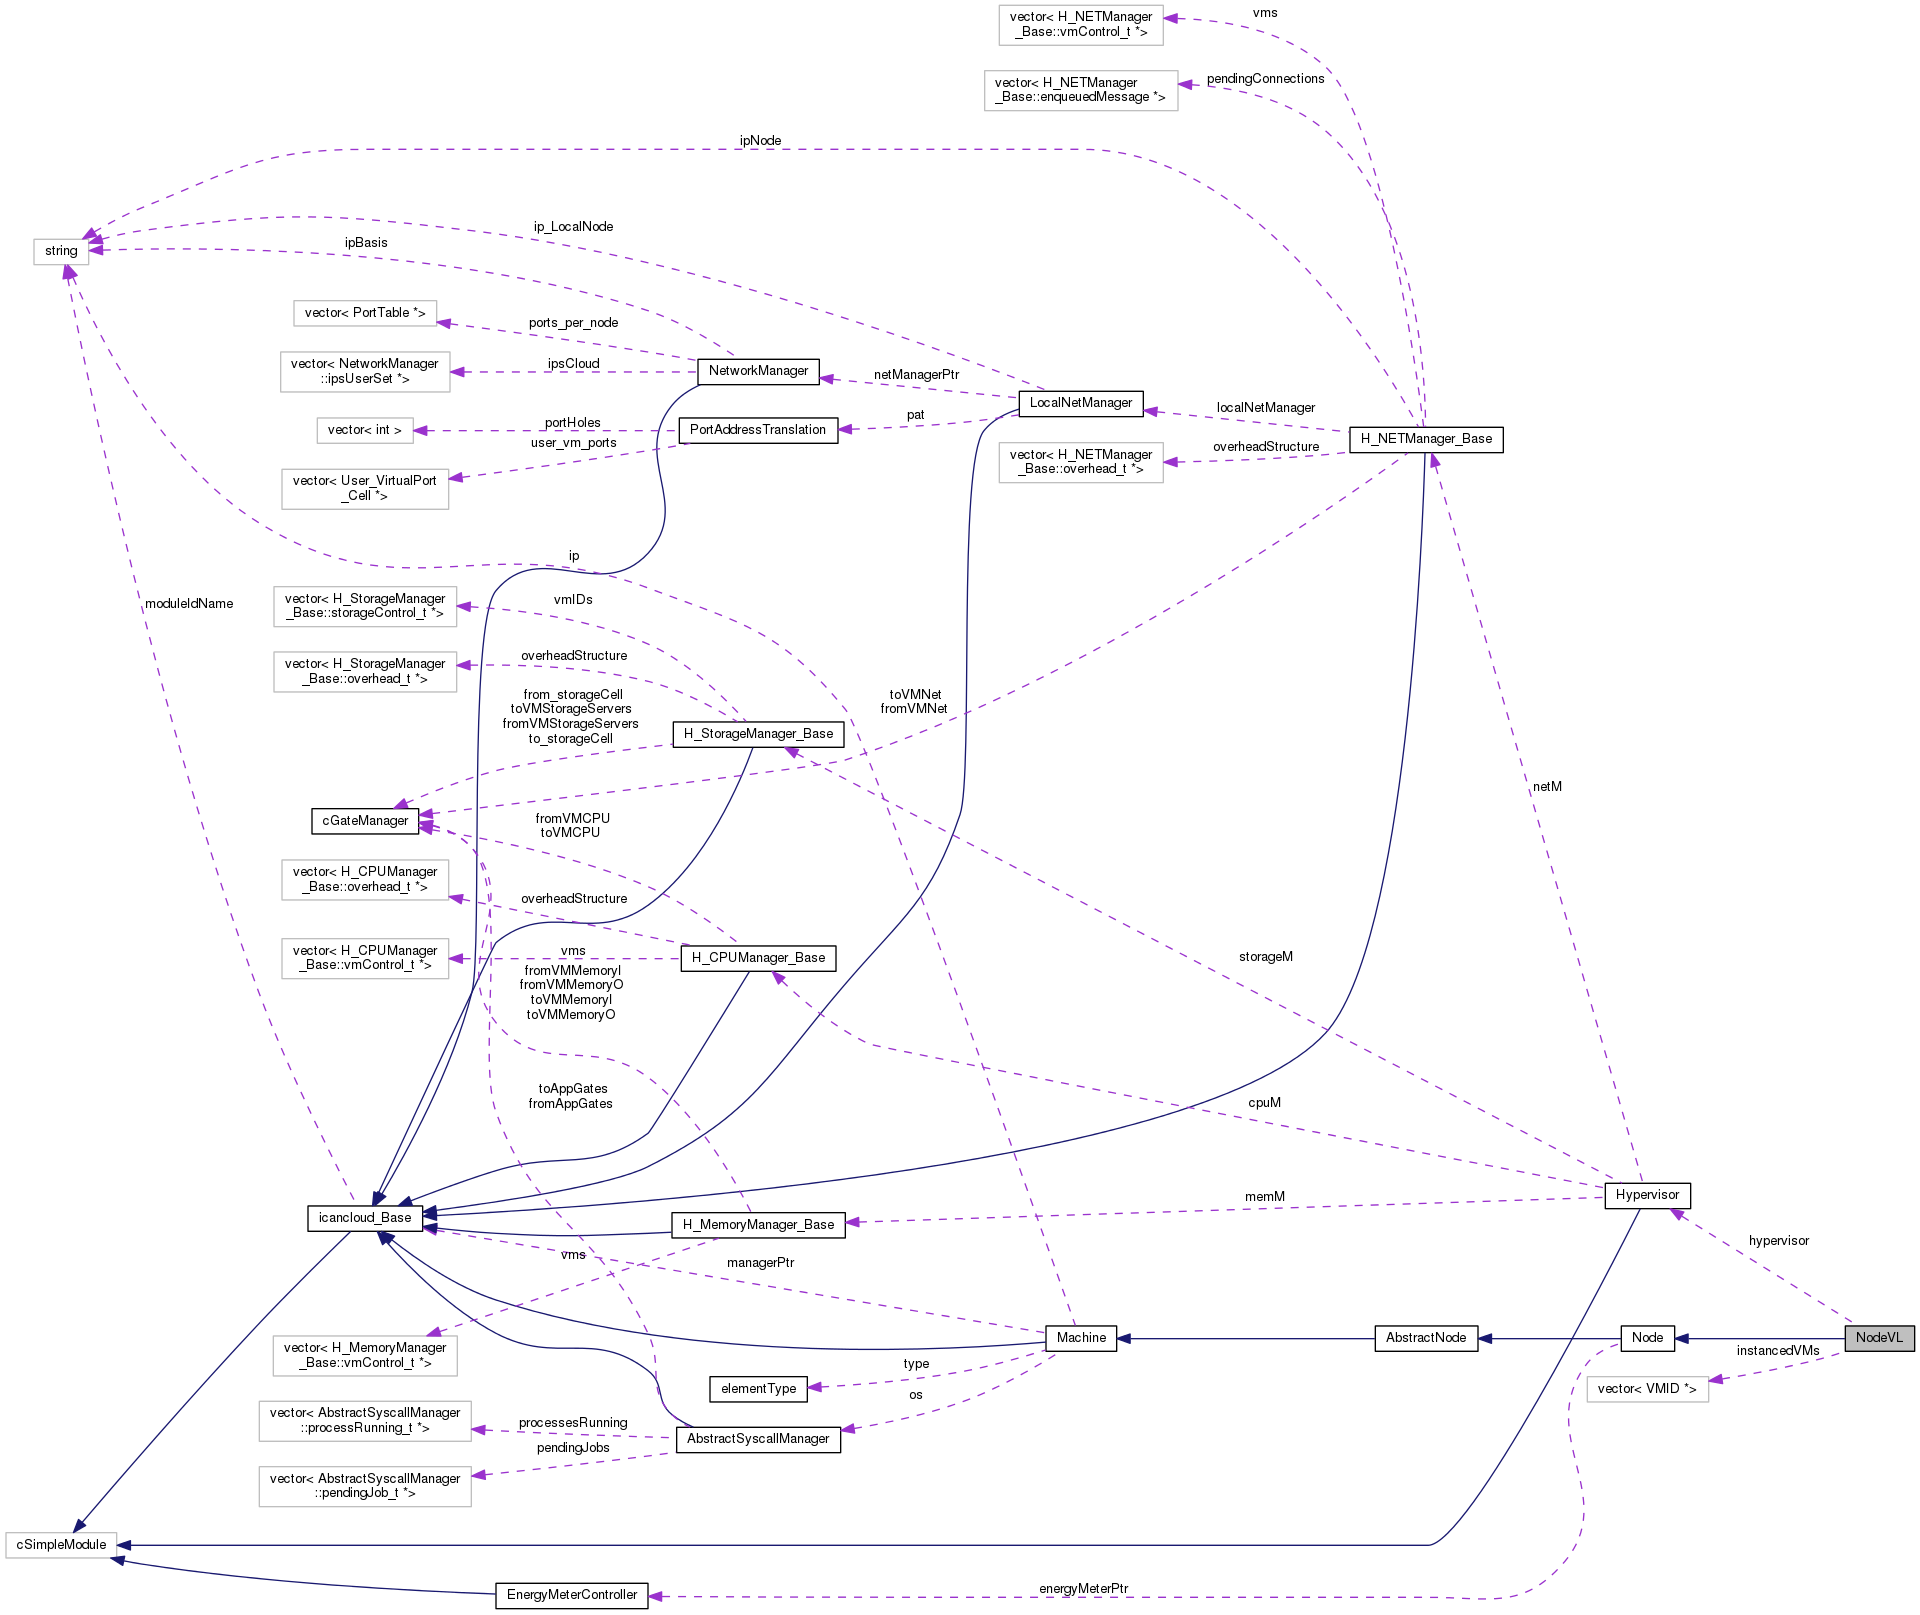 vector< H_NETManager
_Base::vmControl_t *>
vms
vector< H_NETManager
_Base::enqueuedMessage *>
pendingConnections
ipNode
ip_LocalNode
ipBasis
string
vector< PortTable *>
ports_per_node
vector< NetworkManager
::ipsUserSet *>
ipsCloud
NetworkManager
netManagerPtr
LocalNetManager
localNetManager
vector< int >
portHoles
PortAddressTranslation
pat
user_vm_ports
H_NETManager_Base
overheadStructure
vector< H_NETManager
_Base::overhead_t *>
vector< User_VirtualPort
_Cell *>
ip
moduleIdName
vector< H_StorageManager
_Base::storageControl_t *>
vmIDs
vector< H_StorageManager
_Base::overhead_t *>
overheadStructure
from_storageCell
toVMStorageServers
fromVMStorageServers
to_storageCell
H_StorageManager_Base
toVMNet
fromVMNet
netM
cGateManager
fromVMCPU
toVMCPU
vector< H_CPUManager
_Base::overhead_t *>
overheadStructure
vector< H_CPUManager
_Base::vmControl_t *>
vms
H_CPUManager_Base
storageM
fromVMMemoryI
fromVMMemoryO
toVMMemoryI
toVMMemoryO
toAppGates
fromAppGates
cpuM
icancloud_Base
H_MemoryManager_Base
memM
Hypervisor
hypervisor
vms
managerPtr
vector< H_MemoryManager
_Base::vmControl_t *>
Machine
AbstractNode
Node
NodeVL
instancedVMs
vector< VMID *>
type
elementType
os
vector< AbstractSyscallManager
::processRunning_t *>
processesRunning
AbstractSyscallManager
pendingJobs
vector< AbstractSyscallManager
::pendingJob_t *>
cSimpleModule
EnergyMeterController
energyMeterPtr